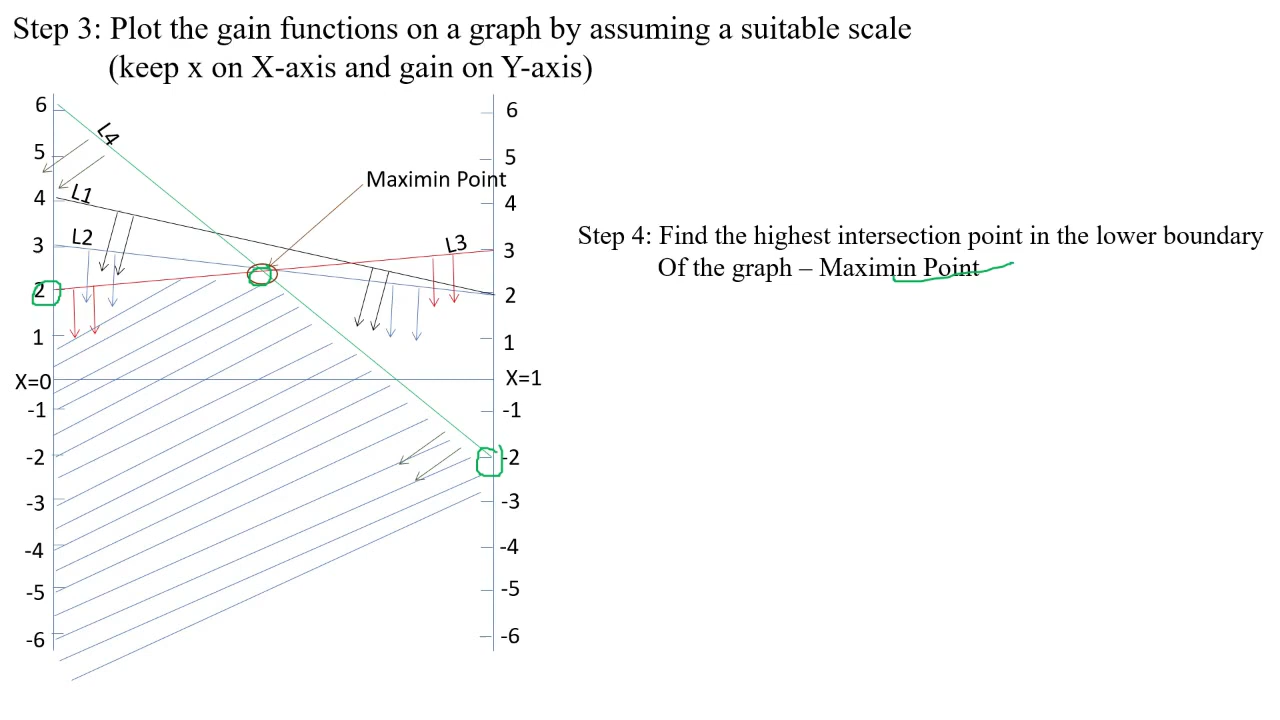 Step 3: Plot the gain functions on a graph by assuming a suitable scale
(keep x on X-axis and gain on Y-axis)
6
5
4
3
2
1
X=0
-1
-2
-3
-4
-5
-6
L4
L1
L2
L3
Maximin Point
6
5
4
3
2
1
X=1
-1
-2
-3
-4
-5
-6
Step 4: Find the highest intersection point in the lower boundary
Of the graph – Maximin Point